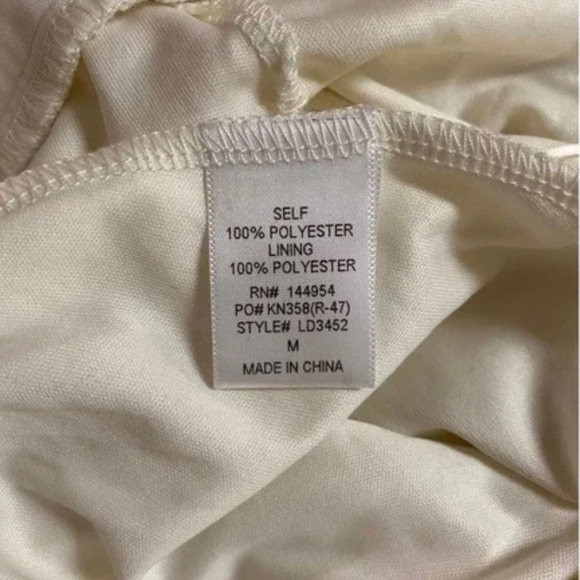 SELF
100% POLYESTER
LINING
100% POLYESTER
RN# 144954
PO# KN358(R-47)
STYLE# LD3452
M
MADE IN CHINA